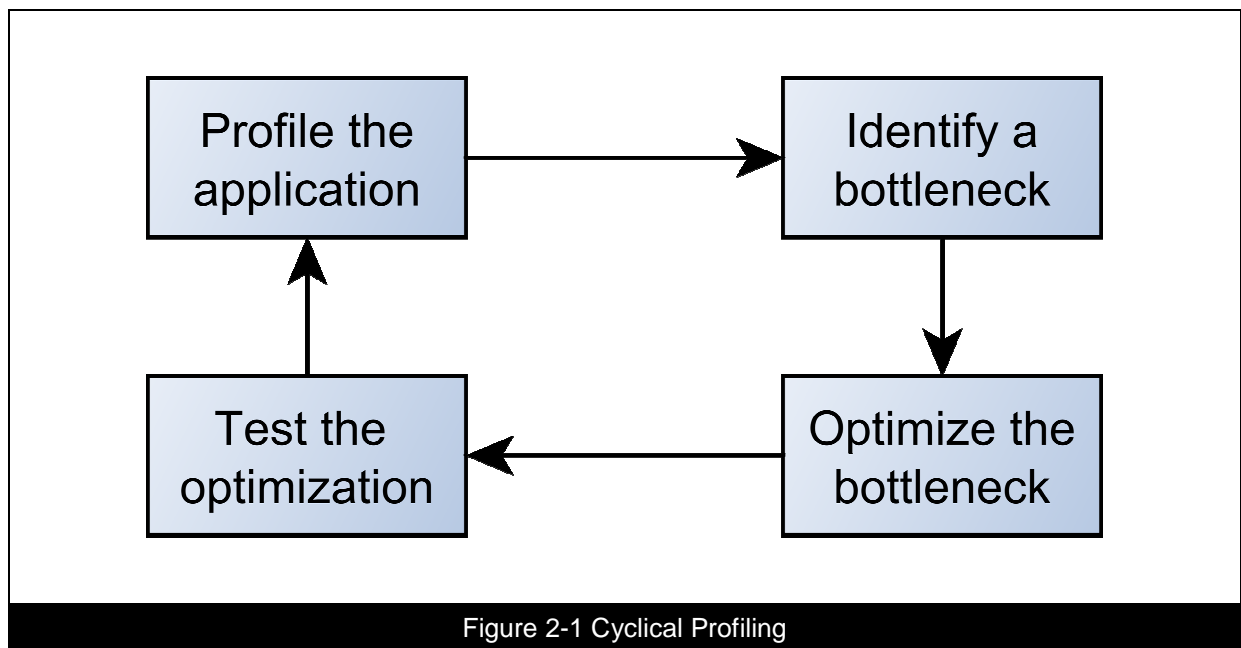 Profile the
application
Identify a
bottleneck
Test the
optimization
Optimize the
bottleneck
Figure 2-1 Cyclical Profiling